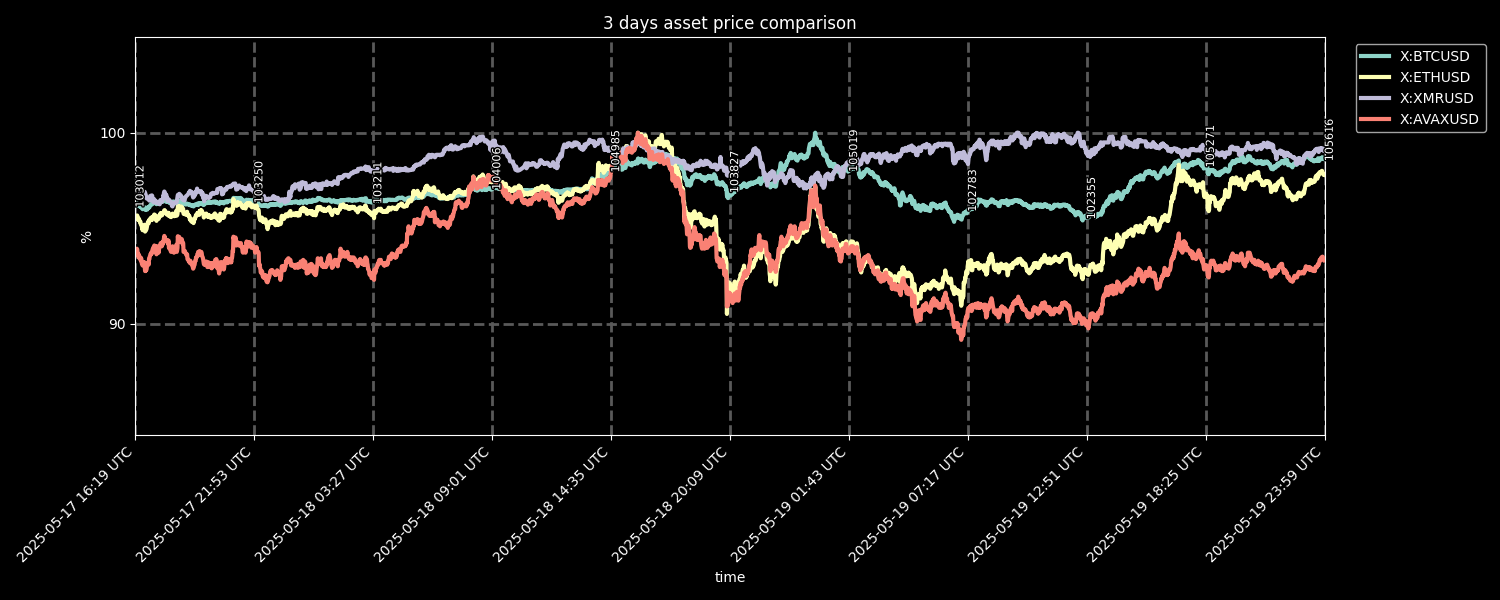 3 days asset price comparison
X:BTCUSD
X:ETHUSD
X:XMRUSD
X:AVAXUSD
100
90
%
103012
103250
104006
104985
103827
105019
102783
102355
105271
105616
2025-05-17 16:19 UTC
2025-05-17 21:53 UTC
2025-05-18 03:27 UTC
2025-05-18 09:01 UTC
2025-05-18 14:35 UTC
2025-05-18 20:09 UTC
2025-05-19 01:43 UTC
2025-05-19 07:17 UTC
2025-05-19 12:51 UTC
2025-05-19 18:25 UTC
2025-05-19 23:59 UTC
time